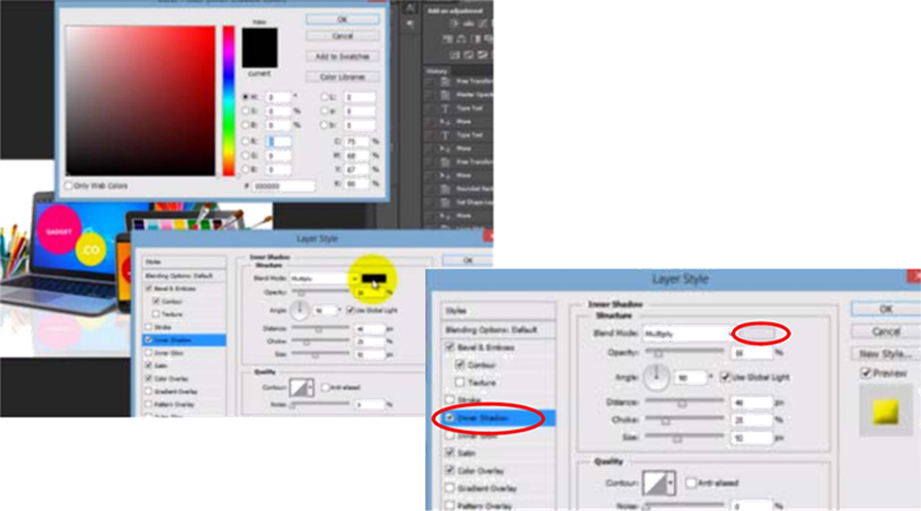 new
OK
Cancel
Add to Swatches
current
Color Libraries
H: 0 °
L: 0
S: 0 %
a: 0
B: 0 %
b: 0
R:
C: 75 %
G: 0
M: 68 %
B: 0
Y: 67 %
Only Web Colors
# 000000
K: 90 %
Add an adjustment
History
Free Transform
Master Opacity
Type Tool
Move
Type Tool
Move
Free Transform
Move
GADGET
.CO
Layer Style
Styles
Blending Options: Default
Bevel & Emboss
Contour
Texture
Stroke
Inner Shadow
Inner Glow
Satin
Color Overlay
Gradient Overlay
Pattern Overlay
Inner Shadow
Structure
Blend Mode: Multiply
Opacity: %
Angle: 90 ° Use Global Light
Distance: 46 px
Choke: 25 %
Size: 92 px
Quality
Contour: Anti-aliased
Noise: 0 %
OK
Layer Style
Styles
Blending Options: Default
Bevel & Emboss
Contour
Texture
Stroke
Inner Shadow
Inner Glow
Satin
Color Overlay
Gradient Overlay
Pattern Overlay
Inner Shadow
Structure
Blend Mode: Multiply
Opacity: %
Angle: 90 ° Use Global Light
Distance: 46 px
Choke: 25 %
Size: 92 px
Quality
Contour: Anti-aliased
Noise: 0 %
OK
Cancel
New Style...
Preview